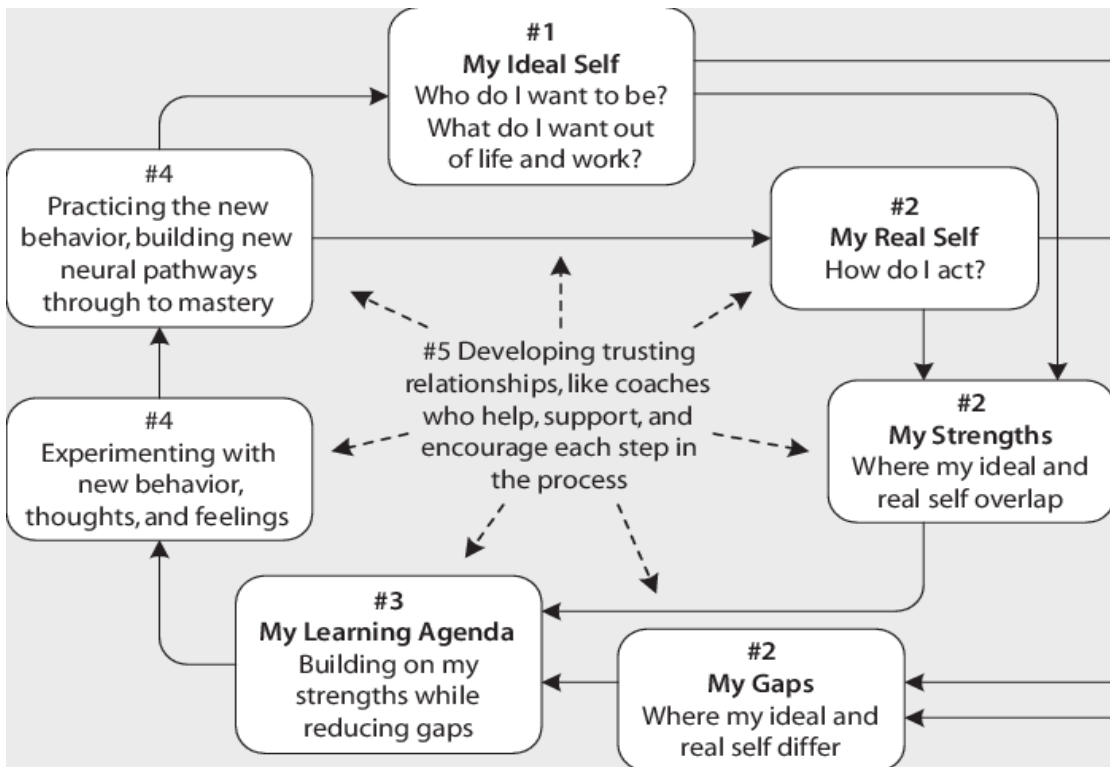 #1
My Ideal Self
Who do I want to be?
What do I want out
of life and work?
#4
Practicing the new
behavior, building new
neural pathways
through to mastery
#2
My Real Self
How do I act?
#5 Developing trusting
relationships, like coaches
who help, support, and
encourage each step in
the process
#2
My Strengths
Where my ideal and
real self overlap
#4
Experimenting with
new behavior,
thoughts, and feelings
#3
My Learning Agenda
Building on my
strengths while
reducing gaps
#2
My Gaps
Where my ideal and
real self differ